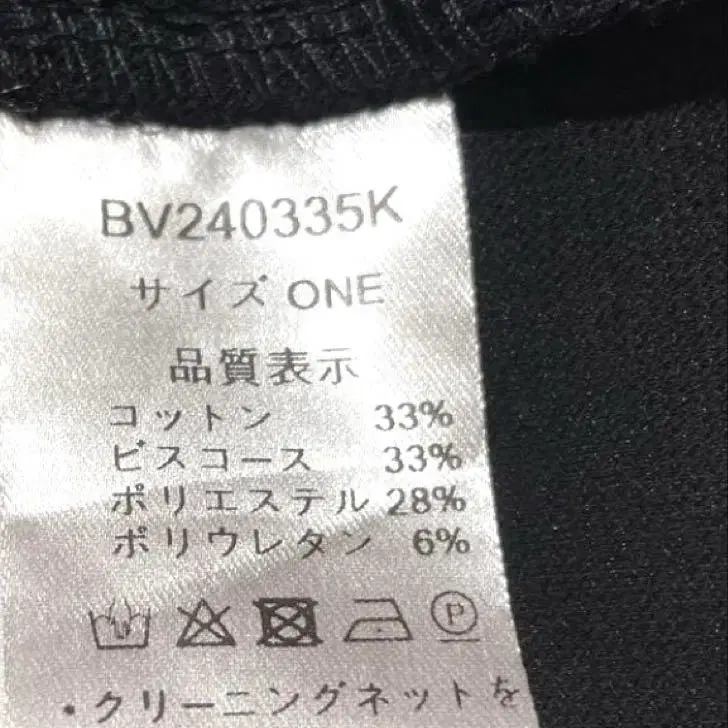 BV240335K
サイズ ONE
品質表示
コットン 33%
ビスコース 33%
ポリエステル 28%
ポリウレタン 6%
P
・クリーニングネットを